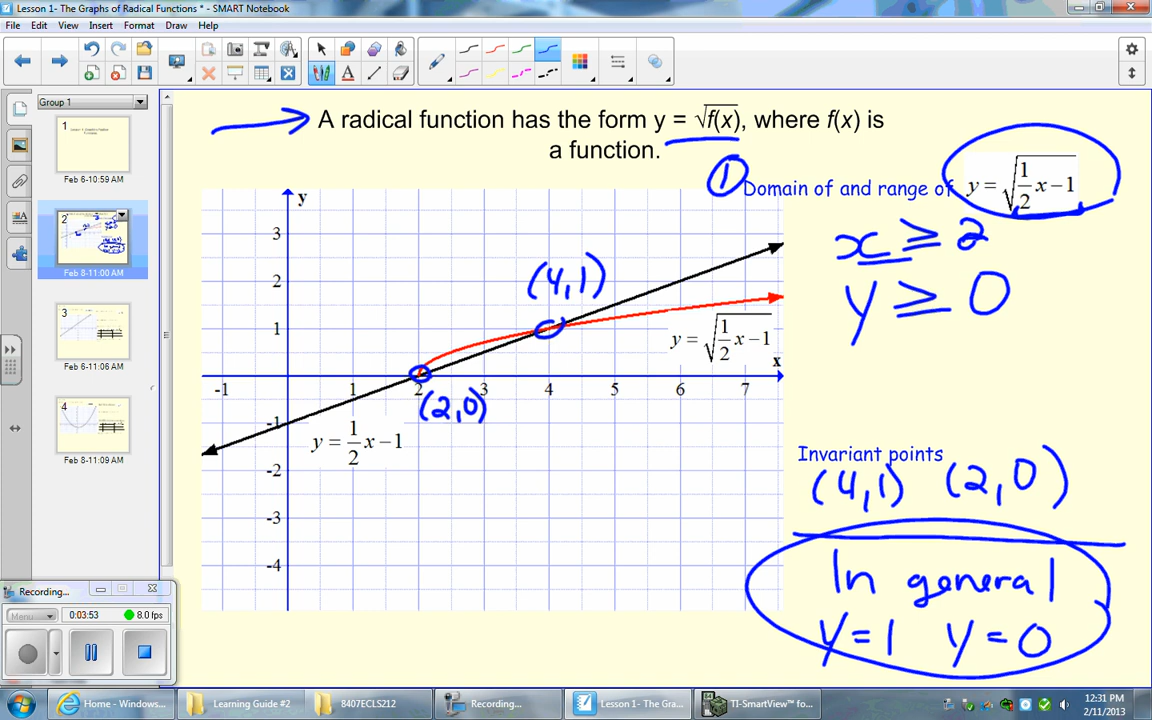 Lesson 1- The Graphs of Radical Functions * - SMART Notebook
File Edit View Insert Format Draw Help
Group 1
1
Feb 6-10:59 AM
2
Feb 8-11:00 AM
3
Feb 6-11:06 AM
4
Feb 8-11:09 AM
A radical function has the form y = √f(x), where f(x) is
a function.
① Domain of and range of y = √(1/2 x − 1)
x ≥ 2
y ≥ 0
y
3
2
1
-1
-2
-3
-4
-1 1 2 3 4 5 6 7 x
(4,1)
(2,0)
y = √(1/2 x − 1)
y = 1/2 x − 1
Invariant points
(4,1) (2,0)
In general
y = 1 y = 0
Recording...
Menu 0:03:53 8.0 fps
Home - Windows... Learning Guide #2 8407ECLS212 Recording... Lesson 1- The Gra... TI-SmartView™ fo...
12:31 PM
2/11/2013